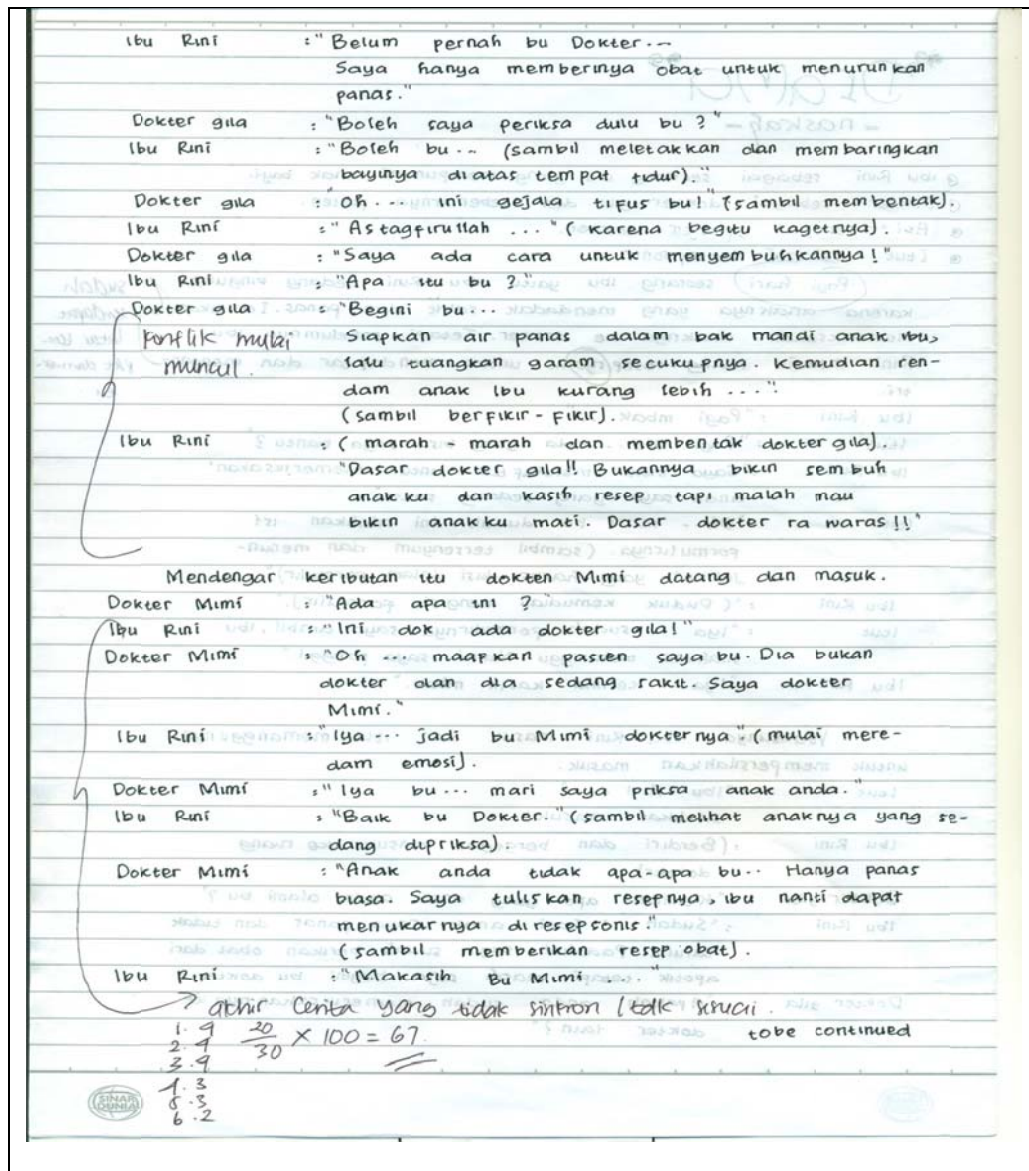 Ibu Rini : "Belum pernah bu Dokter..-
Saya hanya memberinya obat untuk menurunkan
panas."
Dokter gila : "Boleh saya periksa dulu bu ?"
Ibu Rini : "Boleh bu... (sambil meletakkan dan membaringkan
bayinya diatas tempat tidur)."
Dokter gila : "Oh... ini gejala tifus bu!" (sambil membentak).
Ibu Rini : "Astagfirullah ..." (karena begitu kagetnya).
Dokter gila : "Saya ada cara untuk menyembuhkannya!"
Ibu Rini : "Apa itu bu ?"
Dokter gila : "Begini bu...
konflik mulai
muncul.
Siapkan air panas dalam bak mandi anak ibu,
lalu tuangkan garam secukupnya. Kemudian ren-
dam anak Ibu kurang lebih ..."
(sambil berfikir-fikir).
Ibu Rini : (marah-marah dan membentak dokter gila).
"Dasar dokter gila!! Bukannya bikin sembuh
anakku dan kasih resep tapi malah mau
bikin anakku mati. Dasar dokter ra waras!!"
Mendengar keributan itu dokten Mimi datang dan masuk.
Dokter Mimi : "Ada apa ini ?"
Ibu Rini : "Ini dok ada dokter gila!"
Dokter Mimi : "Oh ... maapkan pasien saya bu. Dia bukan
dokter dan dia sedang sakit. Saya dokter
Mimi."
Ibu Rini : "Iya ... jadi bu Mimi dokternya" (mulai mere-
dam emosi).
Dokter Mimi : "Iya bu... mari saya priksa anak anda."
Ibu Rini : "Baik bu Dokter." (sambil melihat anaknya yang se-
dang dipriksa).
Dokter Mimi : "Anak anda tidak apa-apa bu.. Hanya panas
biasa. Saya tuliskan resepnya, ibu nanti dapat
menukarnya diresepsonis."
(sambil memberikan resep obat).
Ibu Rini : "Makasih Bu Mimi ..."
akhir cerita yang tidak sinkron (tdk sesuai.
tobe continued
1. 4
2. 4
3. 4
4. 3
5. 3
6. 2
20/30 × 100 = 67
SINAR DUNIA